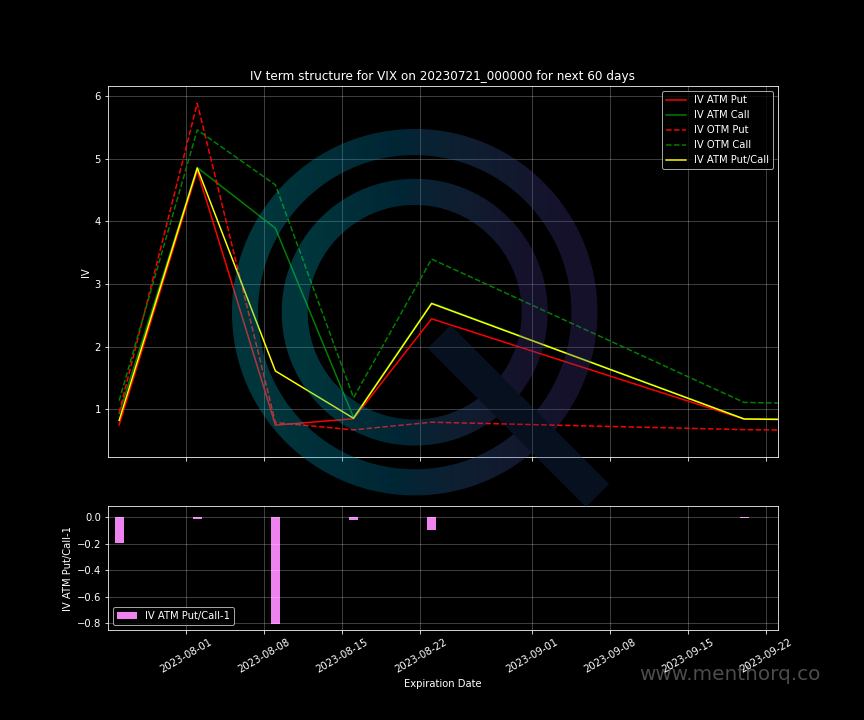 IV term structure for VIX on 20230721_000000 for next 60 days
6
5
4
3
2
1
IV
IV ATM Put
IV ATM Call
IV OTM Put
IV OTM Call
IV ATM Put/Call
0.0
−0.2
−0.4
−0.6
−0.8
IV ATM Put/Call-1
IV ATM Put/Call-1
2023-08-01
2023-08-08
2023-08-15
2023-08-22
2023-09-01
2023-09-08
2023-09-15
2023-09-22
Expiration Date
www.menthorq.co